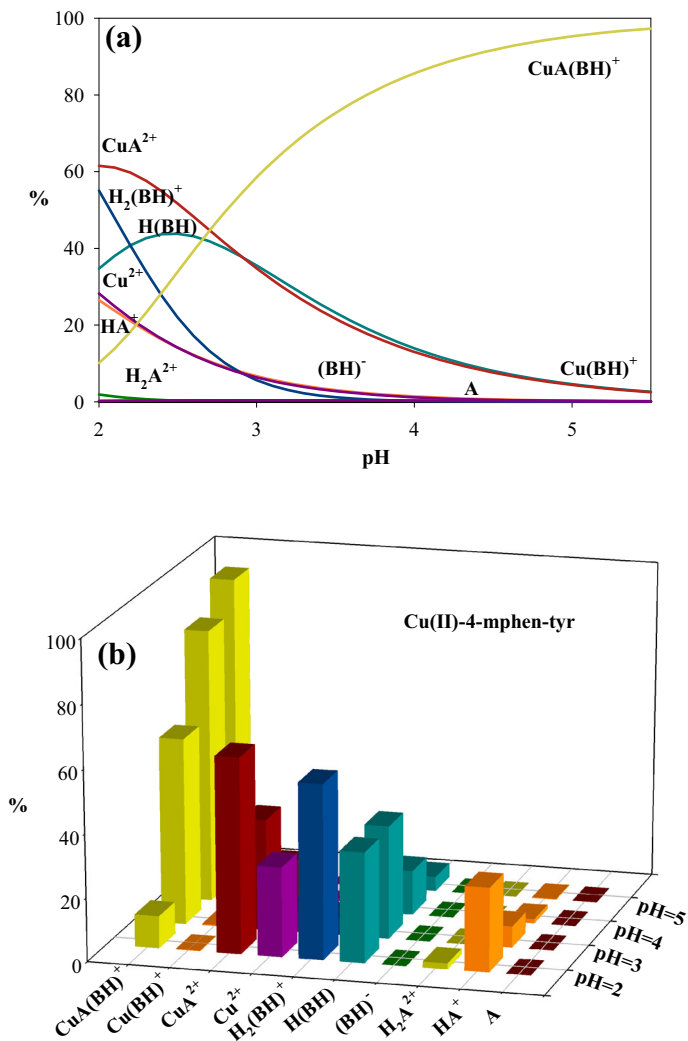 100
(a)
CuA(BH)⁺
80
CuA²⁺
60
%
H₂(BH)⁺
H(BH)
40
Cu²⁺
HA⁺
20
(BH)⁻
Cu(BH)⁺
H₂A²⁺
A
0
2 3 4 5
pH
Cu(II)-4-mphen-tyr
100
(b)
80
60
%
40
20
0
pH=5
pH=4
pH=3
pH=2
CuA(BH)⁺
Cu(BH)⁺
CuA²⁺
Cu²⁺
H₂(BH)⁺
H(BH)
(BH)⁻
H₂A²⁺
HA⁺
A